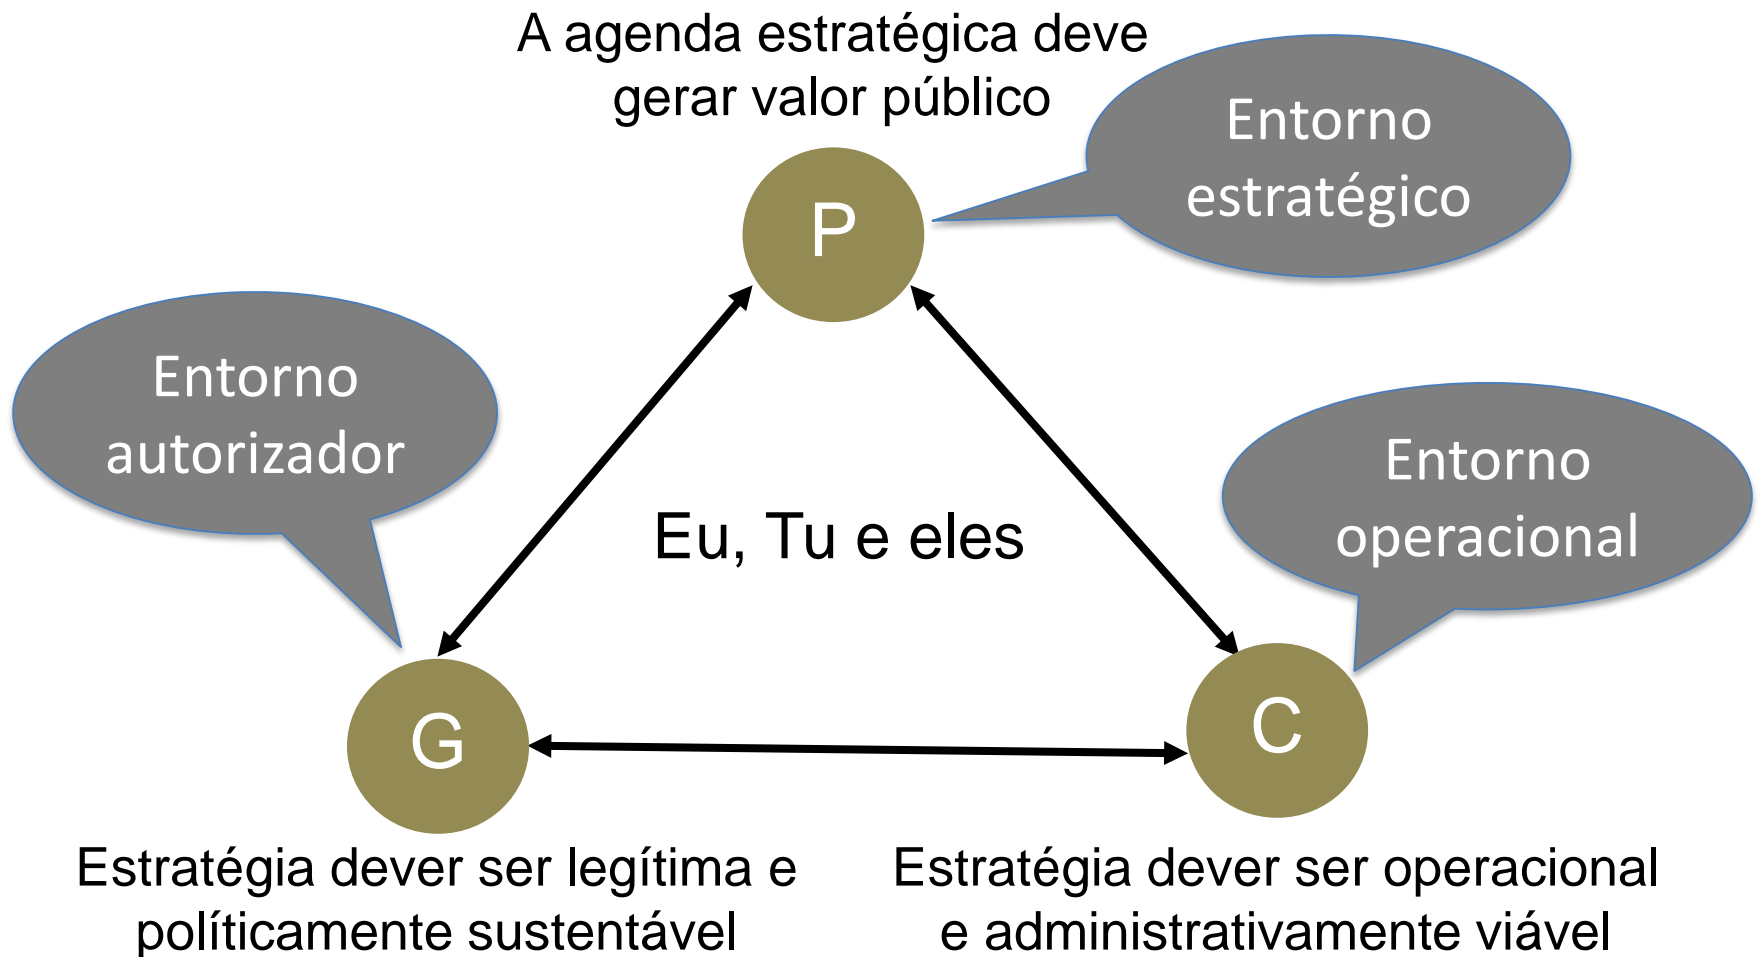 A agenda estratégica deve
gerar valor público
Entorno
estratégico
P
Entorno
autorizador
Entorno
operacional
Eu, Tu e eles
G
C
Estratégia dever ser legítima e
politicamente sustentável
Estratégia dever ser operacional
e administrativamente viável